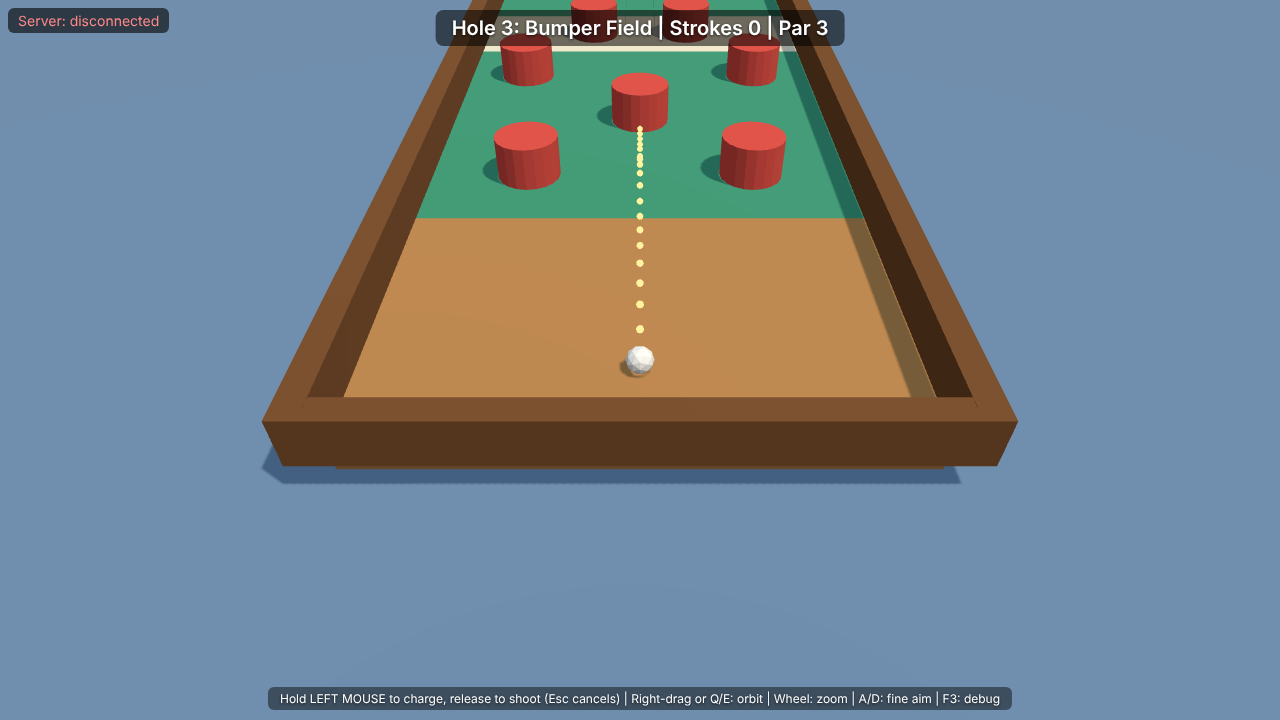 Server: disconnected
Hole 3: Bumper Field | Strokes 0 | Par 3
Hold LEFT MOUSE to charge, release to shoot (Esc cancels) | Right-drag or Q/E: orbit | Wheel: zoom | A/D: fine aim | F3: debug